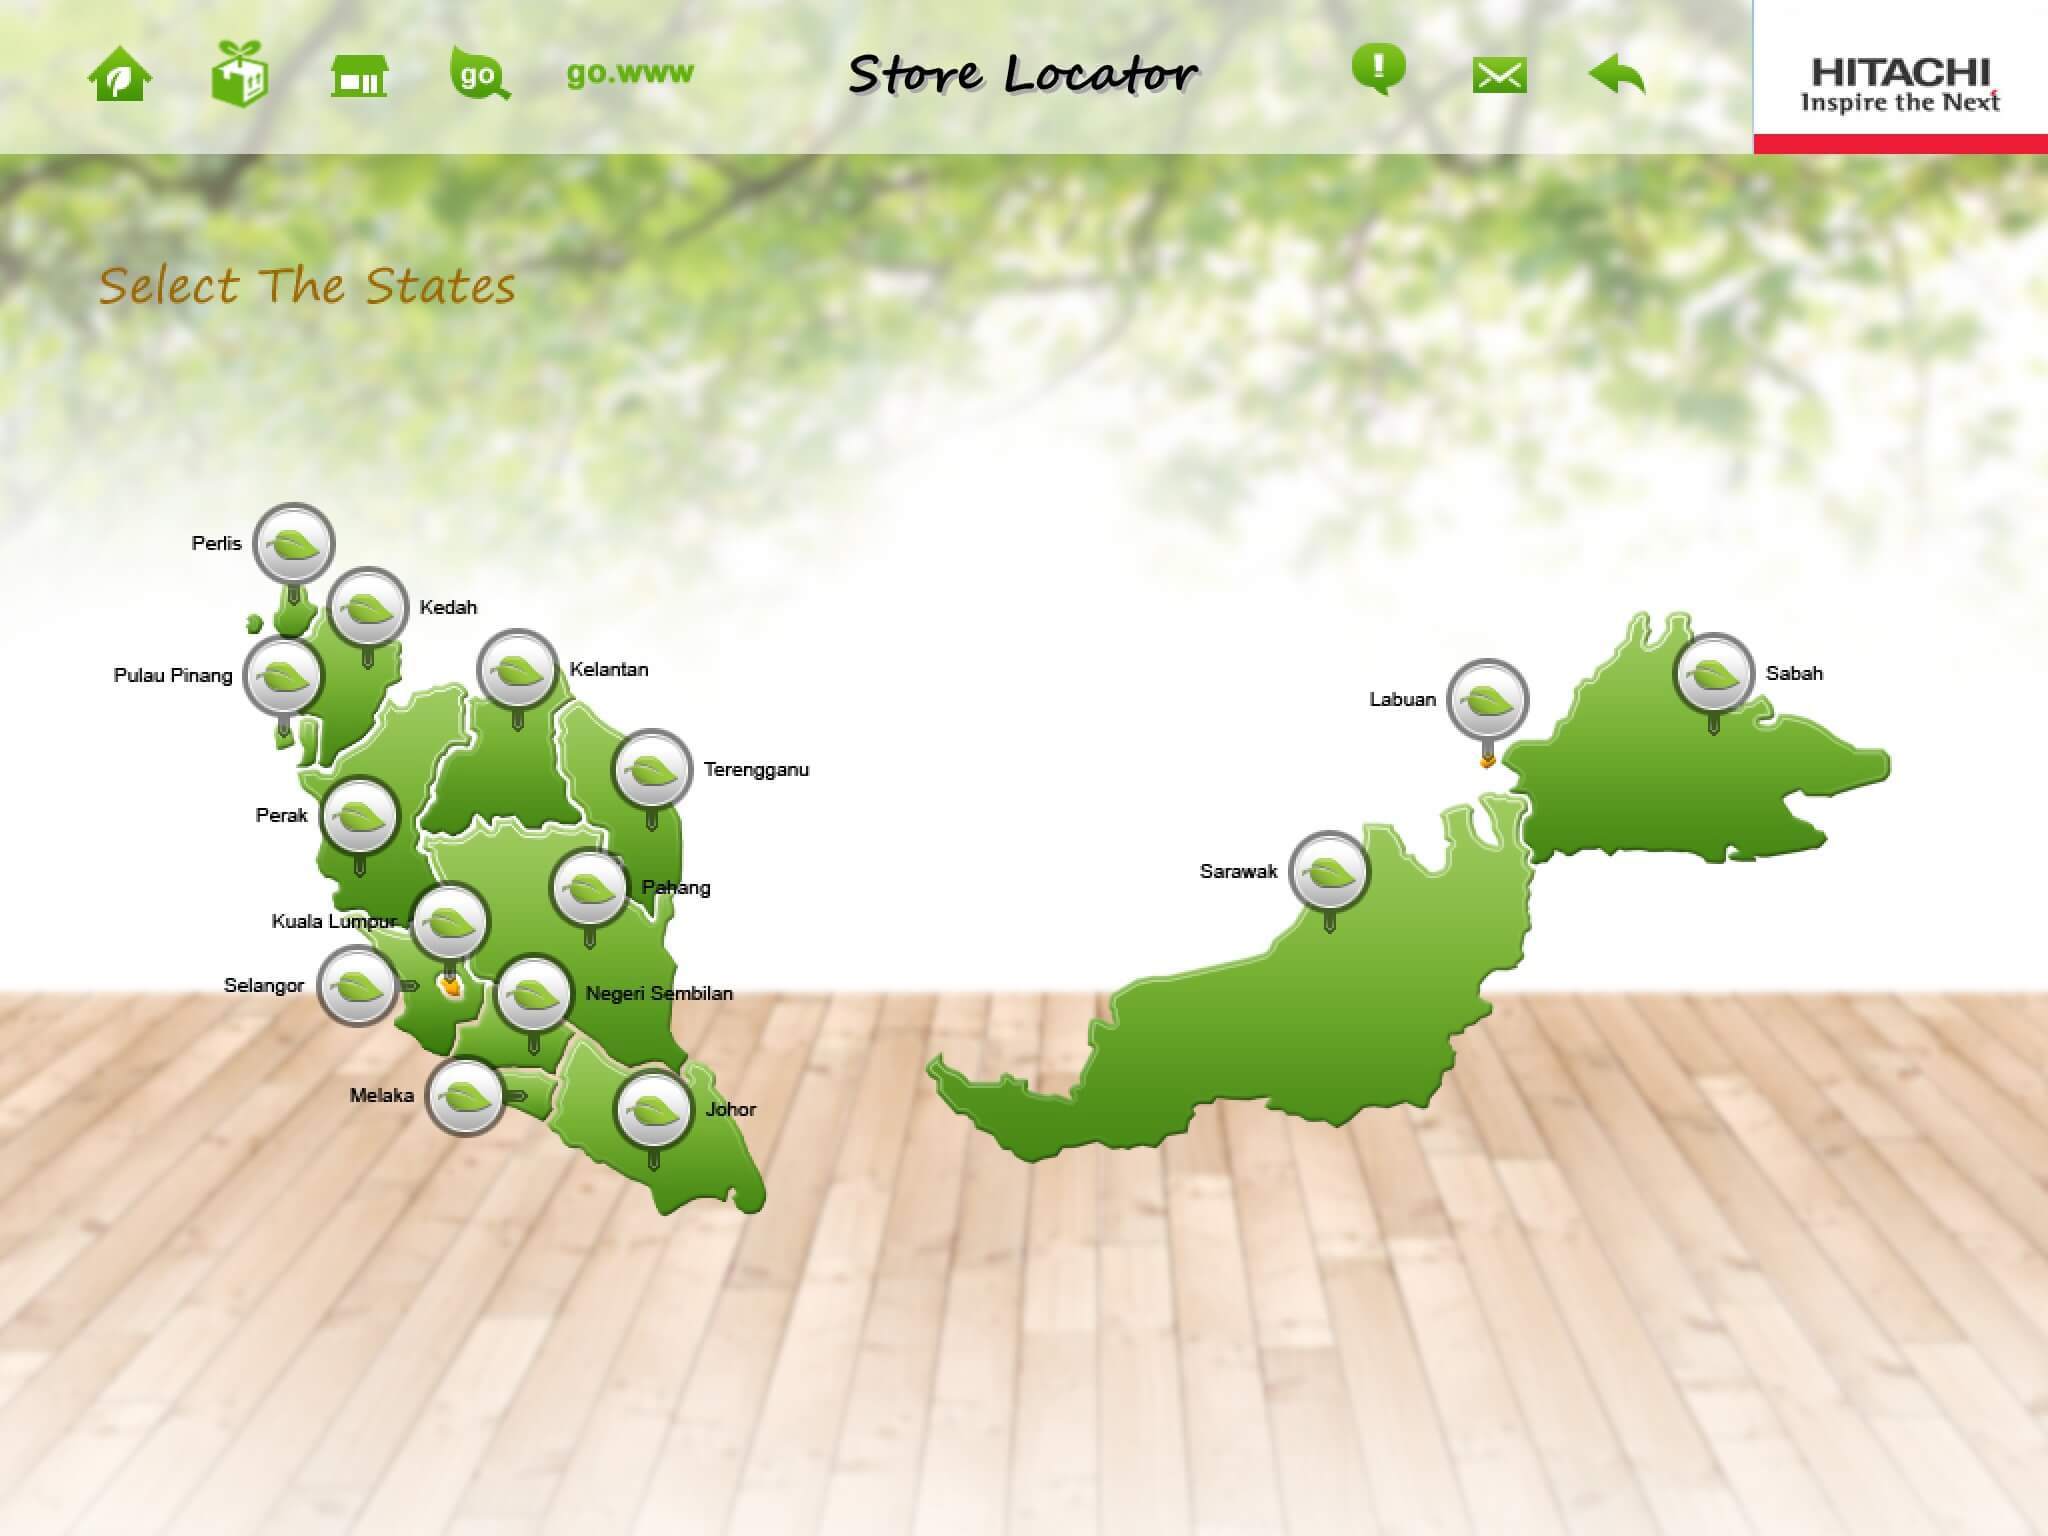 go
go.www
Store Locator
HITACHI
Inspire the Next
Select The States
Perlis
Kedah
Kelantan
Pulau Pinang
Terengganu
Perak
Pahang
Kuala Lumpur
Selangor
Negeri Sembilan
Melaka
Johor
Labuan
Sabah
Sarawak